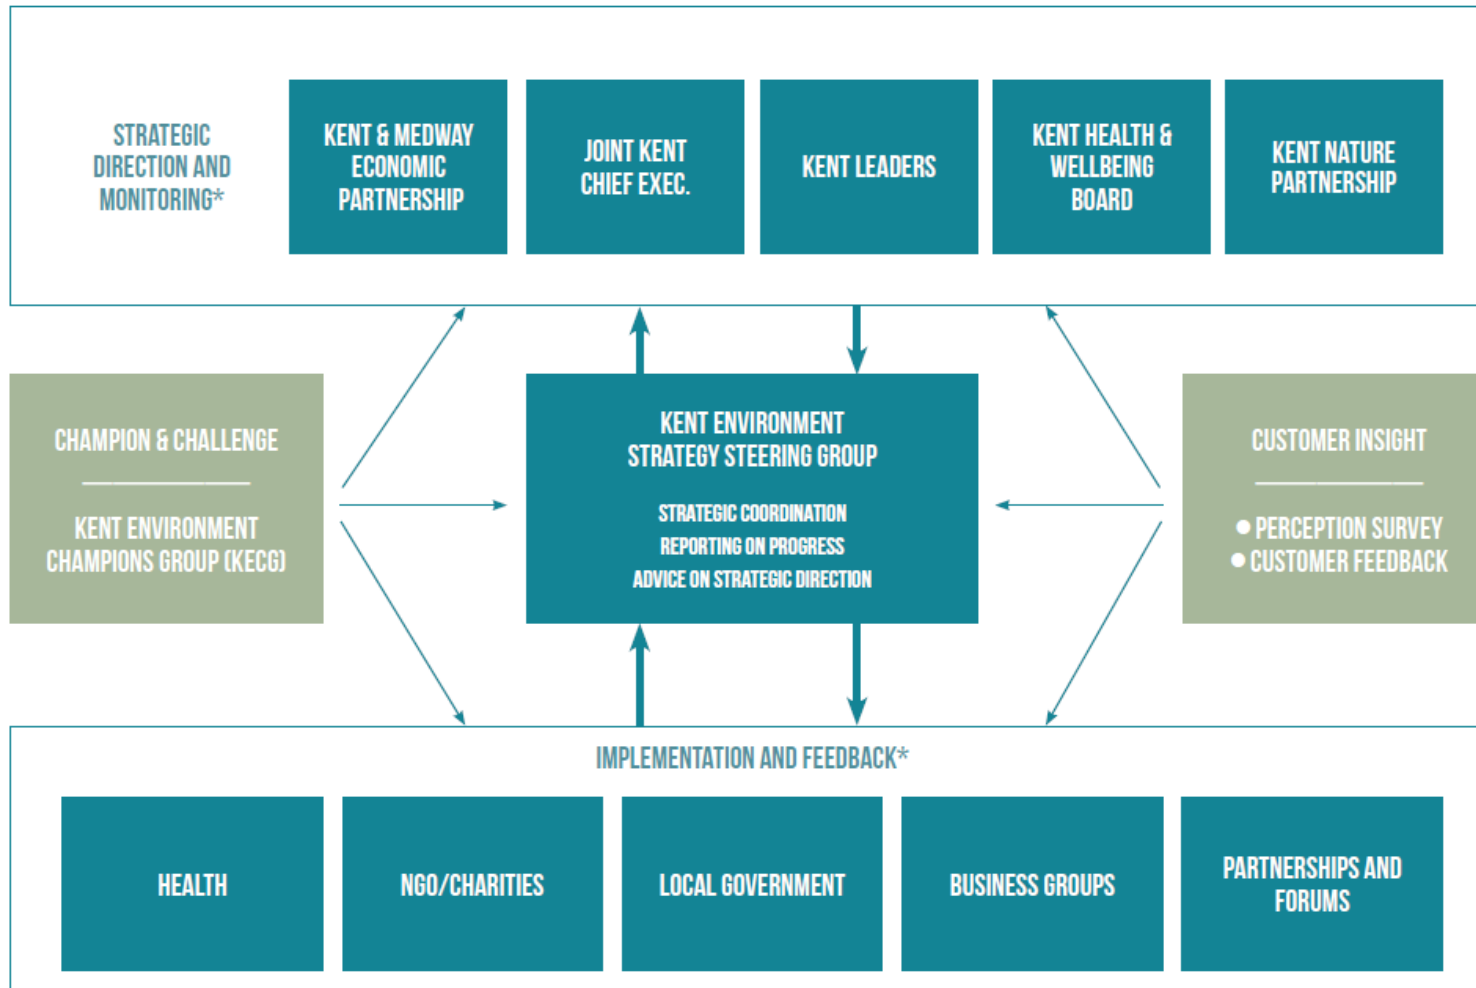 STRATEGIC
DIRECTION AND
MONITORING*
KENT & MEDWAY
ECONOMIC
PARTNERSHIP
JOINT KENT
CHIEF EXEC.
KENT LEADERS
KENT HEALTH &
WELLBEING
BOARD
KENT NATURE
PARTNERSHIP
CHAMPION & CHALLENGE
KENT ENVIRONMENT
CHAMPIONS GROUP (KECG)
KENT ENVIRONMENT
STRATEGY STEERING GROUP
STRATEGIC COORDINATION
REPORTING ON PROGRESS
ADVICE ON STRATEGIC DIRECTION
CUSTOMER INSIGHT
● PERCEPTION SURVEY
● CUSTOMER FEEDBACK
IMPLEMENTATION AND FEEDBACK*
HEALTH
NGO/CHARITIES
LOCAL GOVERNMENT
BUSINESS GROUPS
PARTNERSHIPS AND
FORUMS